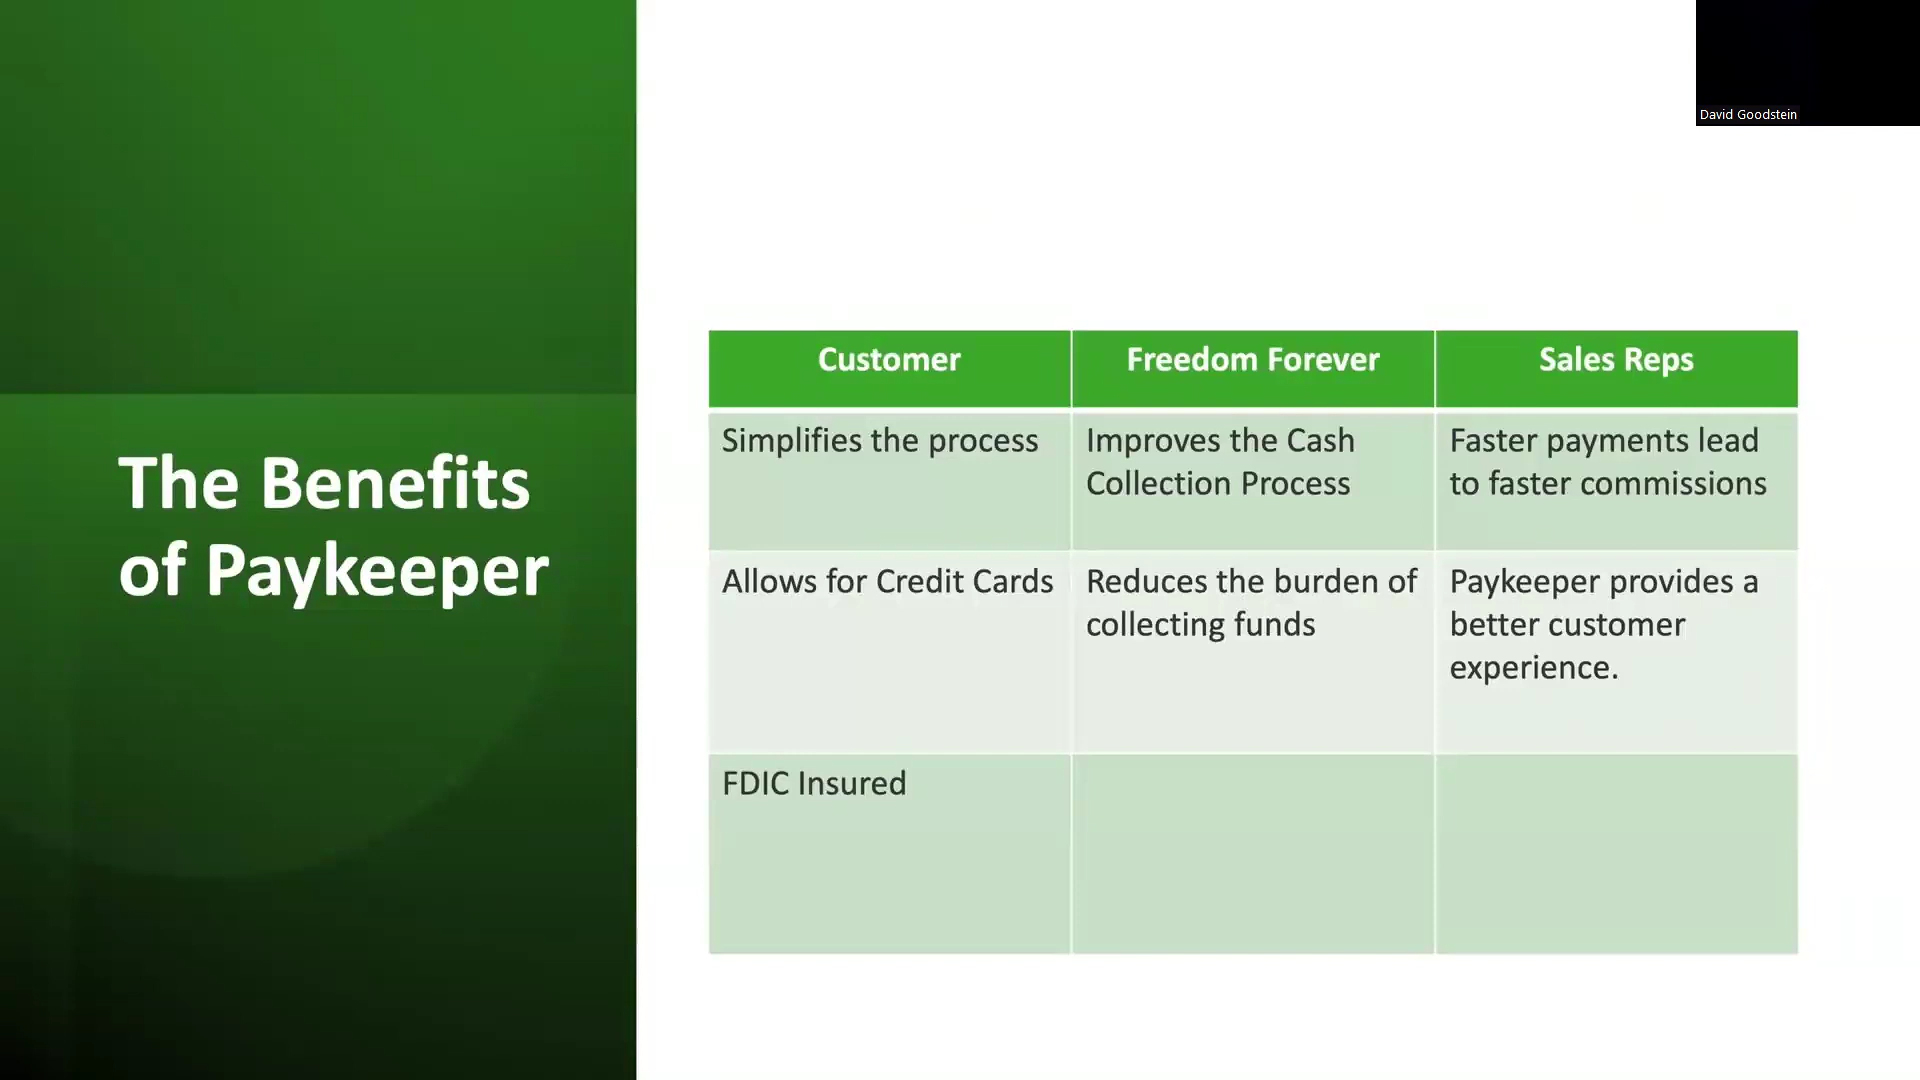 David Goodstein
The Benefits
of Paykeeper
Customer
Freedom Forever
Sales Reps
Simplifies the process
Improves the Cash
Collection Process
Faster payments lead
to faster commissions
Allows for Credit Cards
Reduces the burden of
collecting funds
Paykeeper provides a
better customer
experience.
FDIC Insured